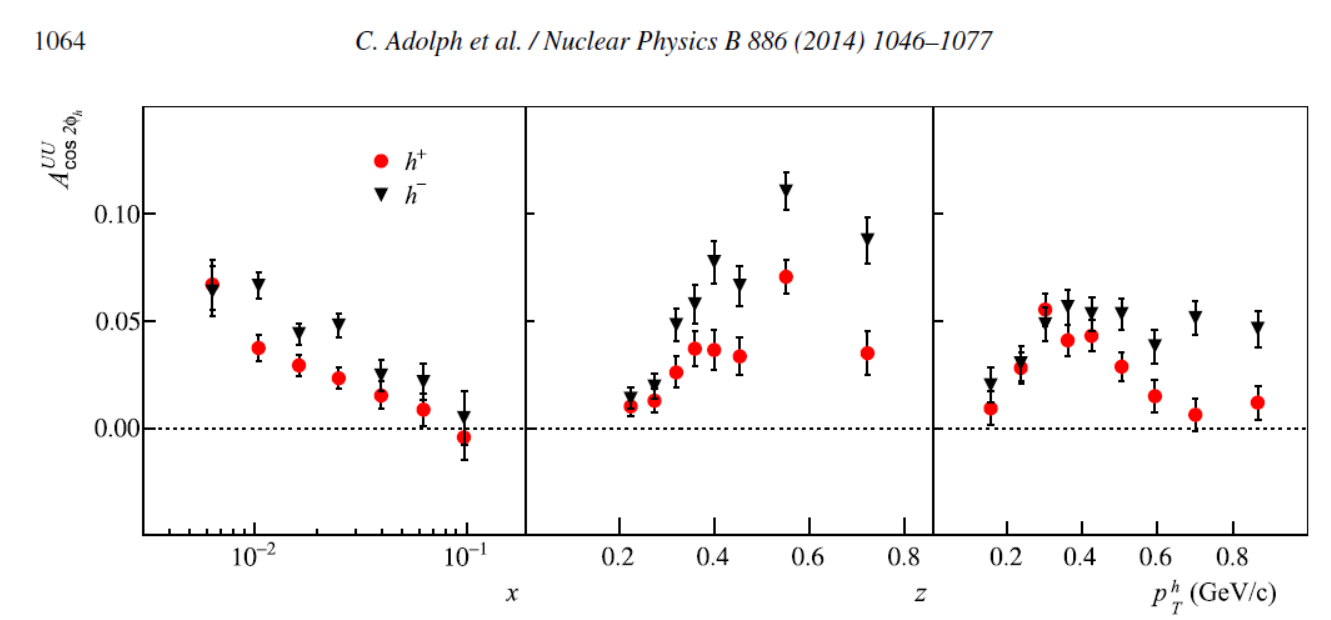 1064
C. Adolph et al. / Nuclear Physics B 886 (2014) 1046–1077
A^{UU}_{cos 2ϕ_h}
h⁺
h⁻
0.10
0.05
0.00
10⁻² 10⁻¹ 0.2 0.4 0.6 0.8 0.2 0.4 0.6 0.8
x z p_T^h (GeV/c)